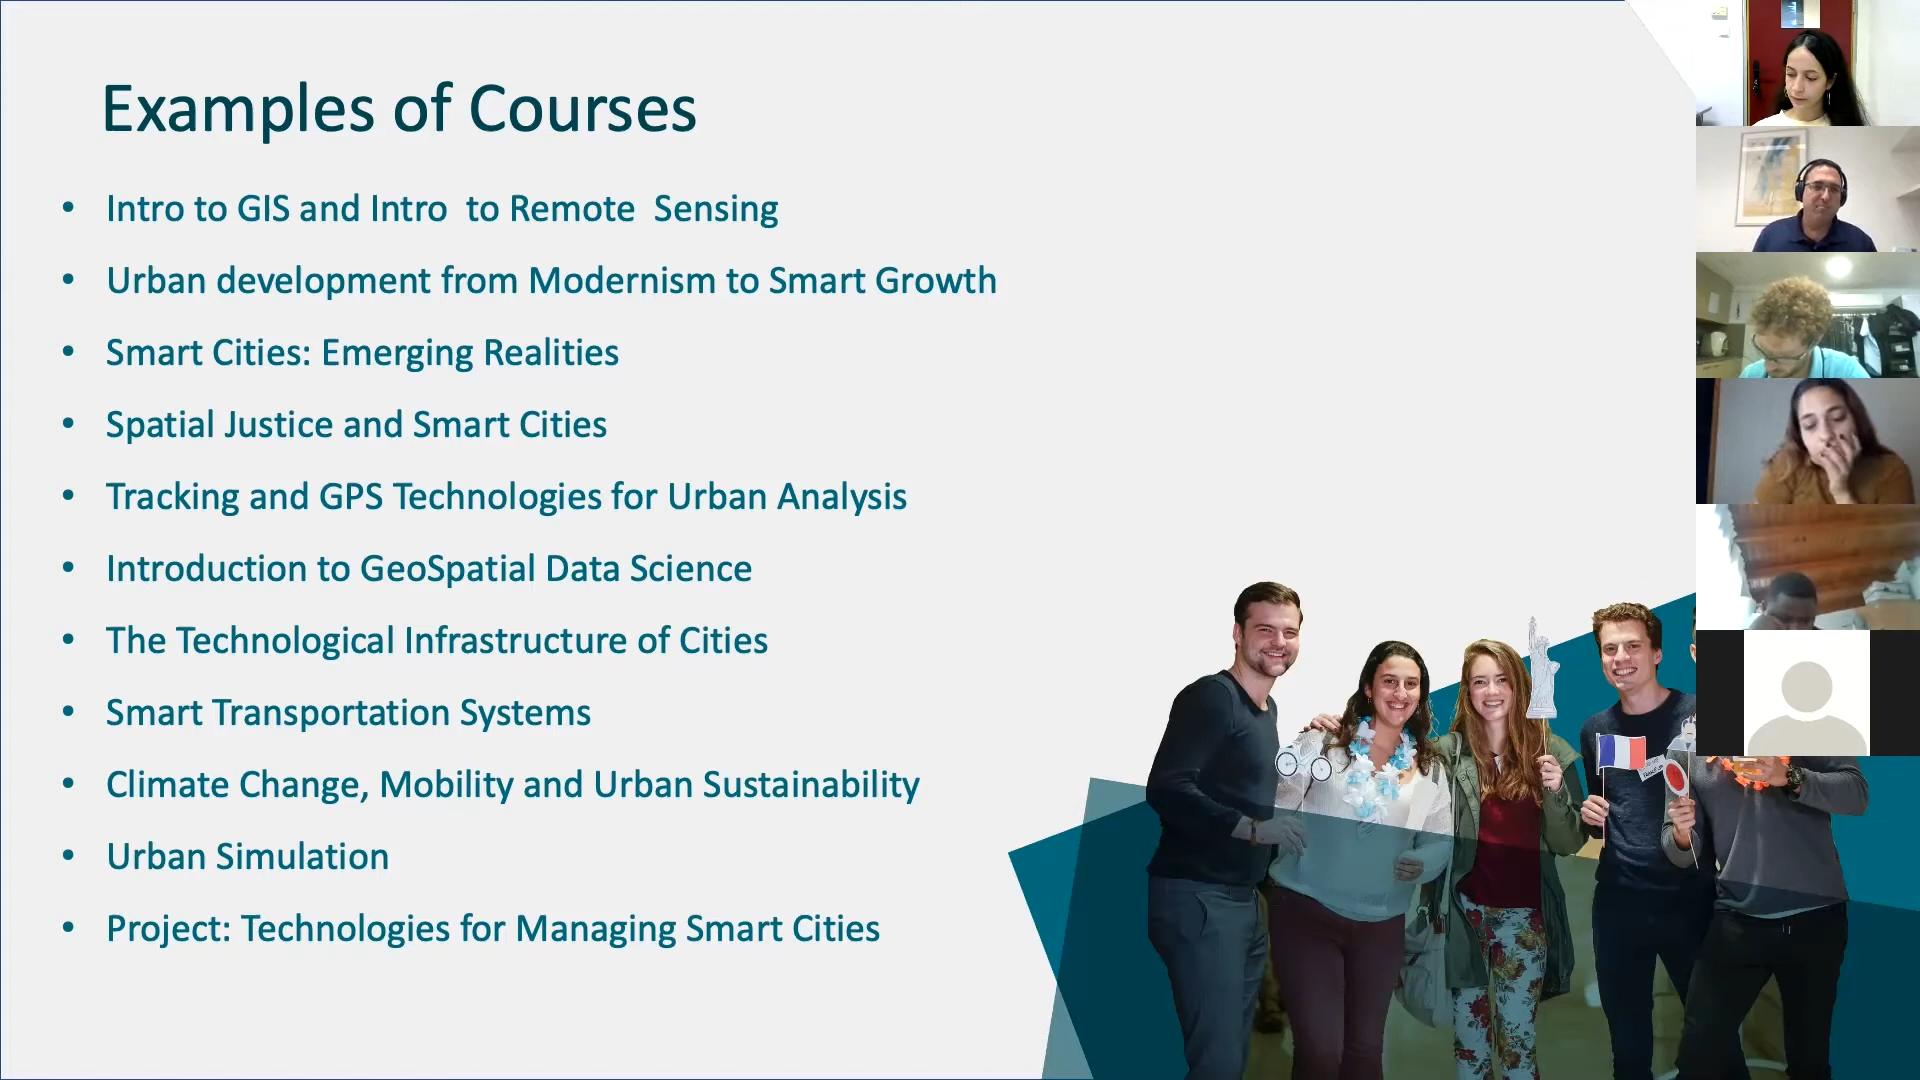 Examples of Courses
• Intro to GIS and Intro  to Remote  Sensing
• Urban development from Modernism to Smart Growth
• Smart Cities: Emerging Realities
• Spatial Justice and Smart Cities
• Tracking and GPS Technologies for Urban Analysis
• Introduction to GeoSpatial Data Science
• The Technological Infrastructure of Cities
• Smart Transportation Systems
• Climate Change, Mobility and Urban Sustainability
• Urban Simulation
• Project: Technologies for Managing Smart Cities